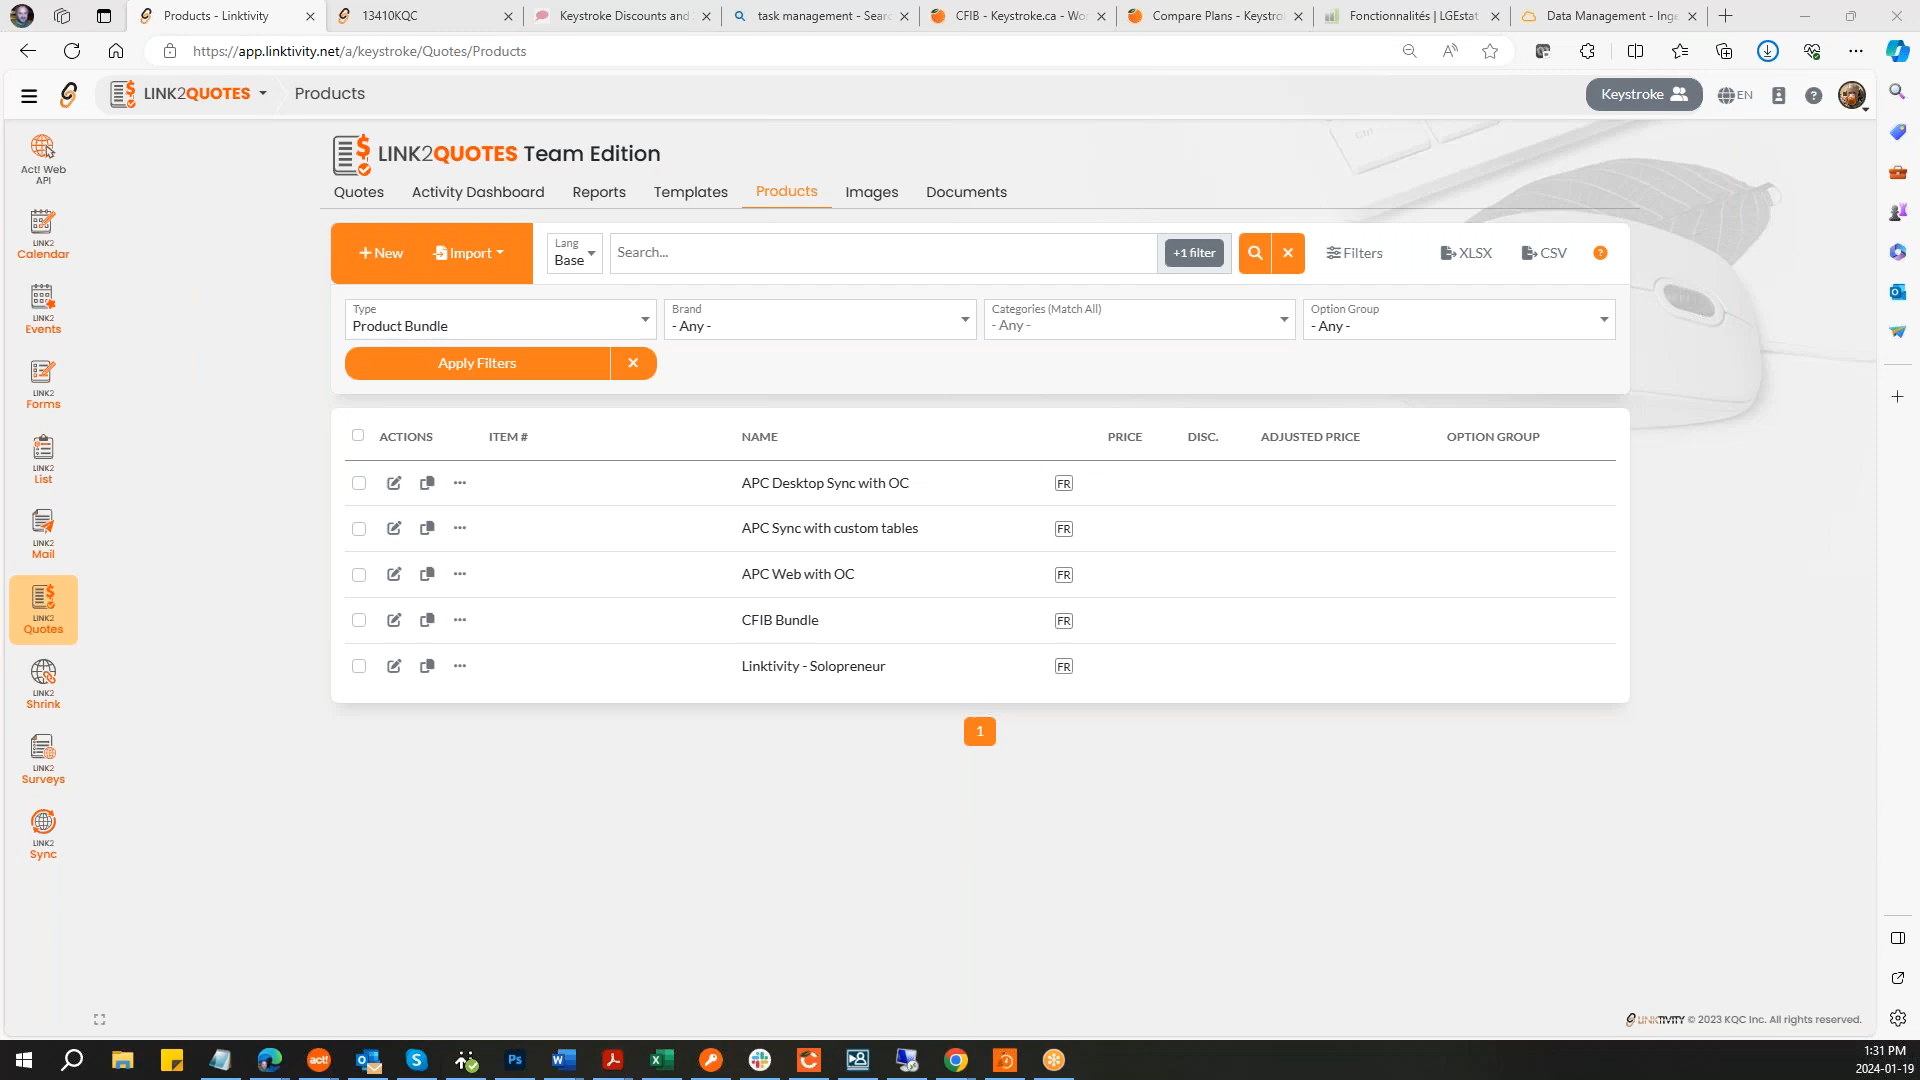 Products - Linktivity
13410KQC
Keystroke Discounts and
task management - Sear
CFIB - Keystroke.ca - Wo
Compare Plans - Keystro
Fonctionnalités | LGEstat
Data Management - Inge
https://app.linktivity.net/a/keystroke/Quotes/Products
LINK2QUOTES
Products
Keystroke
EN
Act! Web
API
LINK2
Calendar
LINK2
Events
LINK2
Forms
LINK2
List
LINK2
Mail
LINK2
Quotes
LINK2
Shrink
LINK2
Surveys
LINK2
Sync
LINK2QUOTES Team Edition
Quotes Activity Dashboard Reports Templates Products Images Documents
+ New Import
Lang
Base
Search...
+1 filter
Filters
XLSX
CSV
Type
Product Bundle
Brand
- Any -
Categories (Match All)
- Any -
Option Group
- Any -
Apply Filters
ACTIONS ITEM # NAME PRICE DISC. ADJUSTED PRICE OPTION GROUP
APC Desktop Sync with OC FR
APC Sync with custom tables FR
APC Web with OC FR
CFIB Bundle FR
Linktivity - Solopreneur FR
1
LINKTIVITY © 2023 KQC Inc. All rights reserved.
1:31 PM
2024-01-19